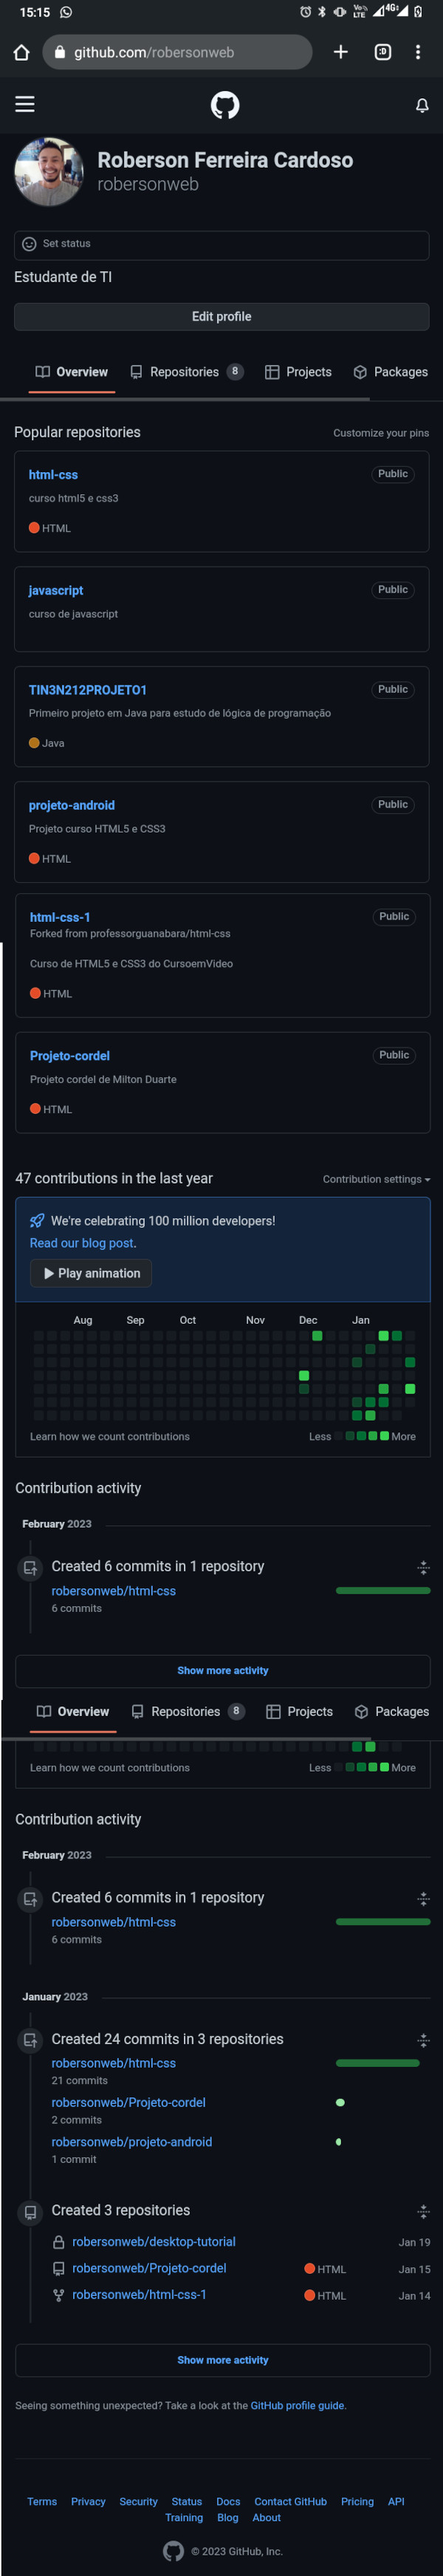 15:15
Vo LTE 4G
github.com/robersonweb
Roberson Ferreira Cardoso
robersonweb
Set status
Estudante de TI
Edit profile
Overview Repositories 8 Projects Packages
Popular repositories Customize your pins
html-css Public
curso html5 e css3
HTML
javascript Public
curso de javascript
TIN3N212PROJETO1 Public
Primeiro projeto em Java para estudo de lógica de programação
Java
projeto-android Public
Projeto curso HTML5 e CSS3
HTML
html-css-1 Public
Forked from professorguanabara/html-css
Curso de HTML5 e CSS3 do CursoemVideo
HTML
Projeto-cordel Public
Projeto cordel de Milton Duarte
HTML
47 contributions in the last year Contribution settings
We're celebrating 100 million developers!
Read our blog post.
Play animation
Aug Sep Oct Nov Dec Jan
Learn how we count contributions Less More
Contribution activity
February 2023
Created 6 commits in 1 repository
robersonweb/html-css
6 commits
Show more activity
Overview Repositories 8 Projects Packages
Learn how we count contributions Less More
Contribution activity
February 2023
Created 6 commits in 1 repository
robersonweb/html-css
6 commits
January 2023
Created 24 commits in 3 repositories
robersonweb/html-css
21 commits
robersonweb/Projeto-cordel
2 commits
robersonweb/projeto-android
1 commit
Created 3 repositories
robersonweb/desktop-tutorial Jan 19
robersonweb/Projeto-cordel HTML Jan 15
robersonweb/html-css-1 HTML Jan 14
Show more activity
Seeing something unexpected? Take a look at the GitHub profile guide.
Terms Privacy Security Status Docs Contact GitHub Pricing API
Training Blog About
© 2023 GitHub, Inc.